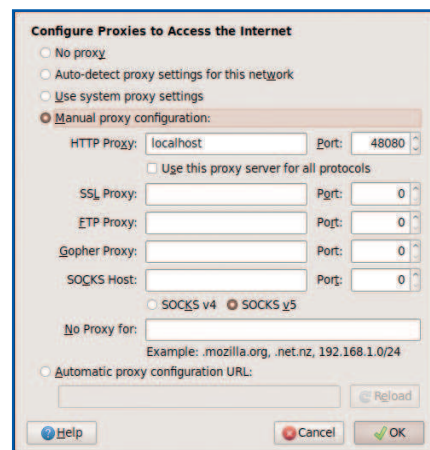 Configure Proxies to Access the Internet
No proxy
Auto-detect proxy settings for this network
Use system proxy settings
Manual proxy configuration:
HTTP Proxy: localhost Port: 48080
Use this proxy server for all protocols
SSL Proxy: Port: 0
FTP Proxy: Port: 0
Gopher Proxy: Port: 0
SOCKS Host: Port: 0
SOCKS v4 SOCKS v5
No Proxy for:
Example: .mozilla.org, .net.nz, 192.168.1.0/24
Automatic proxy configuration URL:
Reload
Help Cancel OK